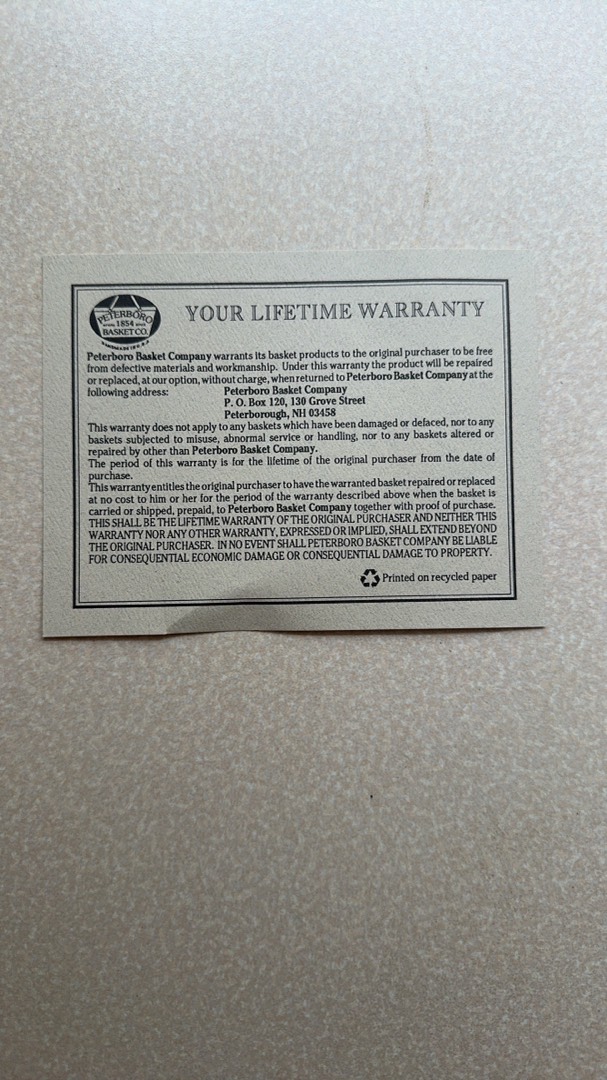 PETERBORO
1854
BASKET CO.
YOUR LIFETIME WARRANTY
Peterboro Basket Company warrants its basket products to the original purchaser to be free
from defective materials and workmanship. Under this warranty the product will be repaired
or replaced, at our option, without charge, when returned to Peterboro Basket Company at the
following address: Peterboro Basket Company
P. O. Box 120, 130 Grove Street
Peterborough, NH 03458
This warranty does not apply to any baskets which have been damaged or defaced, nor to any
baskets subjected to misuse, abnormal service or handling, nor to any baskets altered or
repaired by other than Peterboro Basket Company.
The period of this warranty is for the lifetime of the original purchaser from the date of
purchase.
This warranty entitles the original purchaser to have the warranted basket repaired or replaced
at no cost to him or her for the period of the warranty described above when the basket is
carried or shipped, prepaid, to Peterboro Basket Company together with proof of purchase.
THIS SHALL BE THE LIFETIME WARRANTY OF THE ORIGINAL PURCHASER AND NEITHER THIS
WARRANTY NOR ANY OTHER WARRANTY, EXPRESSED OR IMPLIED, SHALL EXTEND BEYOND
THE ORIGINAL PURCHASER. IN NO EVENT SHALL PETERBORO BASKET COMPANY BE LIABLE
FOR CONSEQUENTIAL ECONOMIC DAMAGE OR CONSEQUENTIAL DAMAGE TO PROPERTY.
Printed on recycled paper